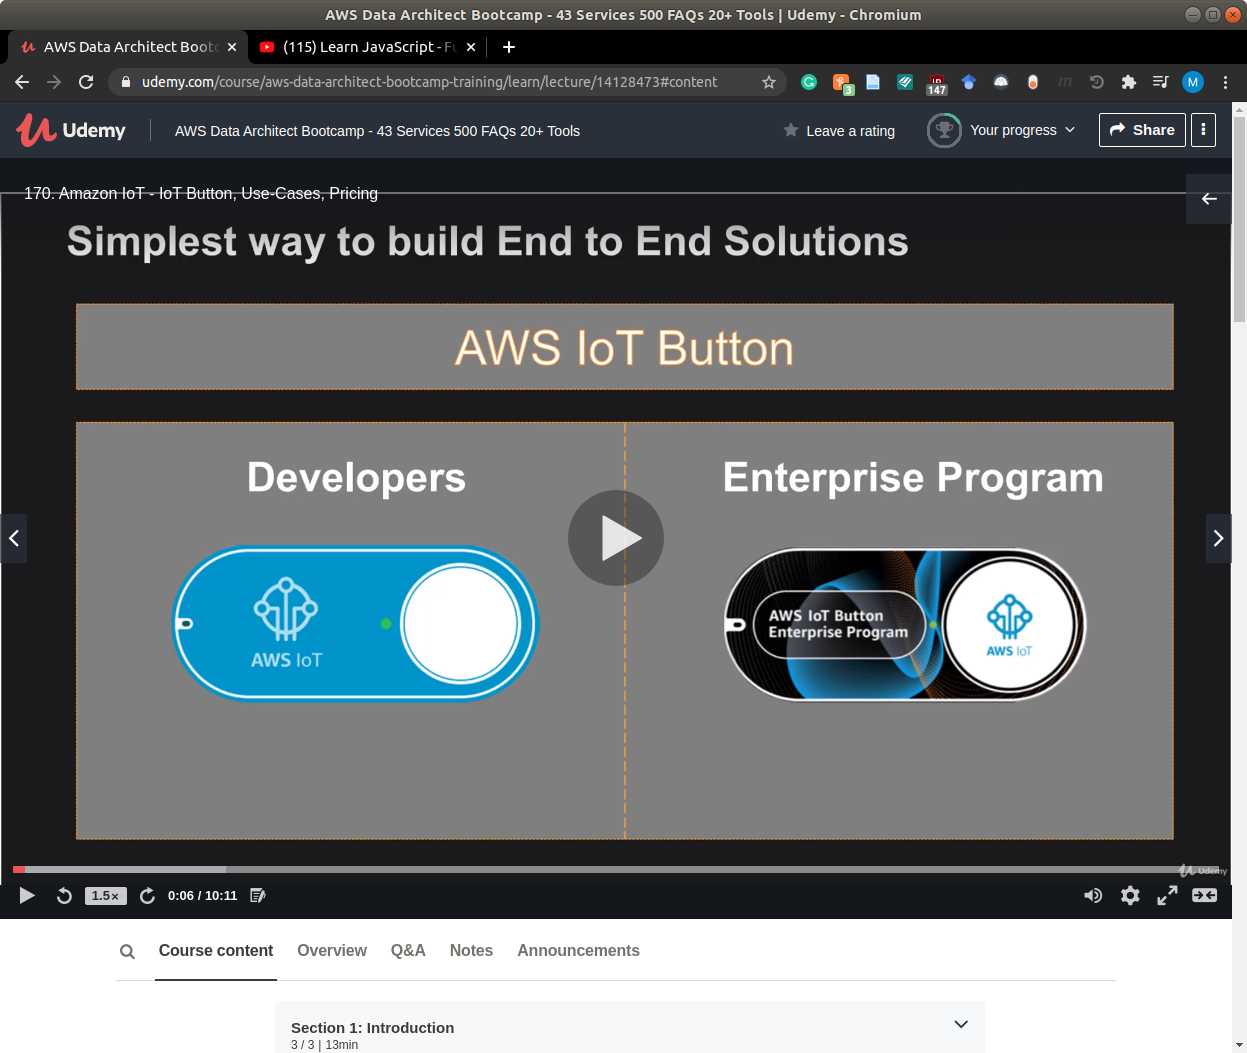 AWS Data Architect Bootcamp - 43 Services 500 FAQs 20+ Tools | Udemy - Chromium
AWS Data Architect Bootc
(115) Learn JavaScript - Fu
udemy.com/course/aws-data-architect-bootcamp-training/learn/lecture/14128473#content
3
147
M
Udemy
AWS Data Architect Bootcamp - 43 Services 500 FAQs 20+ Tools
Leave a rating
Your progress
Share
170. Amazon IoT - IoT Button, Use-Cases, Pricing
Simplest way to build End to End Solutions
AWS IoT Button
Developers
Enterprise Program
AWS IoT
AWS IoT Button
Enterprise Program
AWS IoT
Udemy
1.5×
0:06 / 10:11
Course content
Overview
Q&A
Notes
Announcements
Section 1: Introduction
3 / 3 | 13min